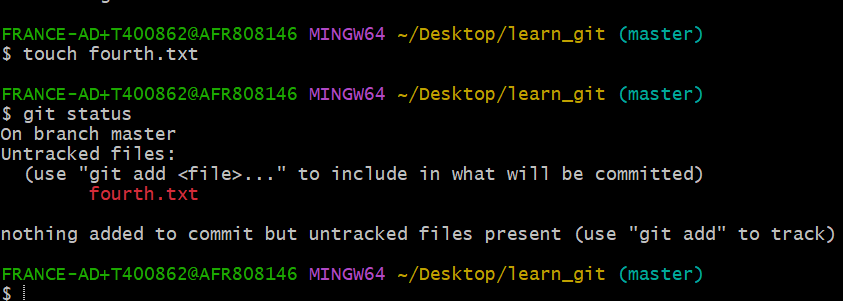 FRANCE-AD+T400862@AFR808146 MINGW64 ~/Desktop/learn_git (master)
$ touch fourth.txt
FRANCE-AD+T400862@AFR808146 MINGW64 ~/Desktop/learn_git (master)
$ git status
On branch master
Untracked files:
  (use "git add <file>..." to include in what will be committed)
        fourth.txt
nothing added to commit but untracked files present (use "git add" to track)
FRANCE-AD+T400862@AFR808146 MINGW64 ~/Desktop/learn_git (master)
$